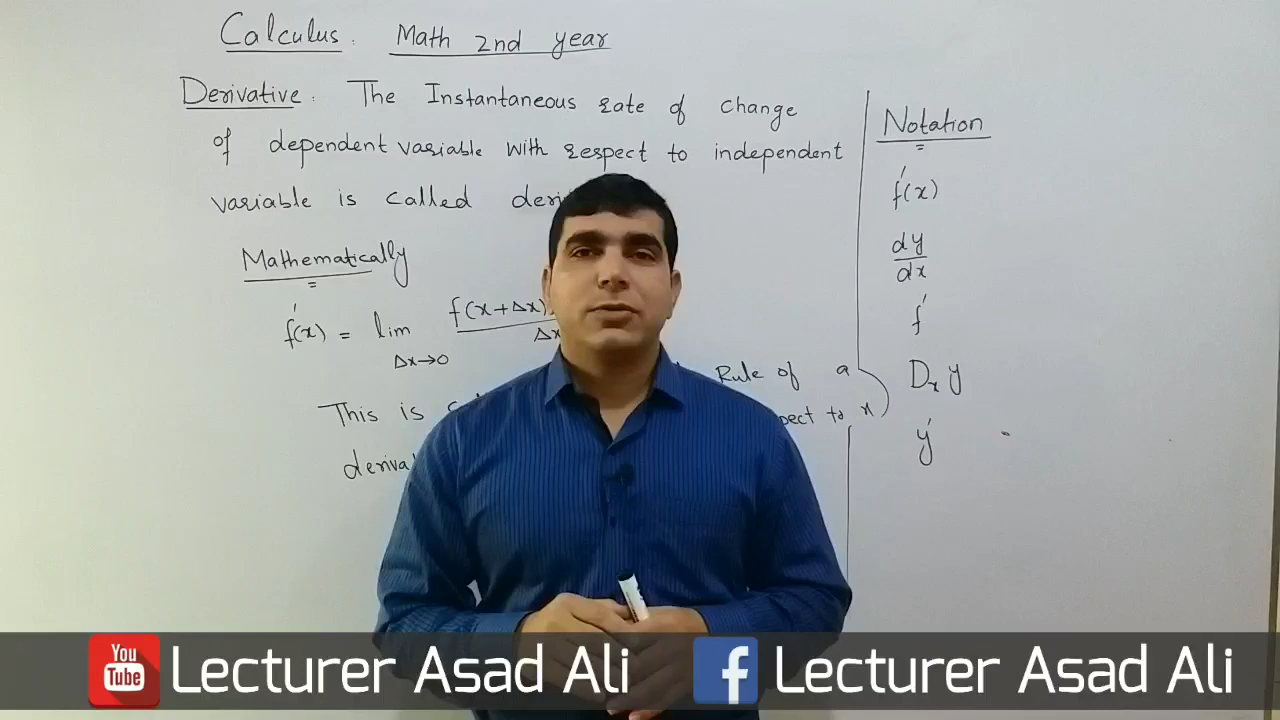 Calculus. Math 2nd year
Derivative. The Instantaneous rate of change
of dependent variable with respect to independent
variable is called
Mathematically
f'(x) = lim Δx→0 f(x+Δx) / Δx
This is Rule of a
respect to x
Notation
f'(x)
dy/dx
f'
Dₓ y
y'
You Tube Lecturer Asad Ali
f Lecturer Asad Ali